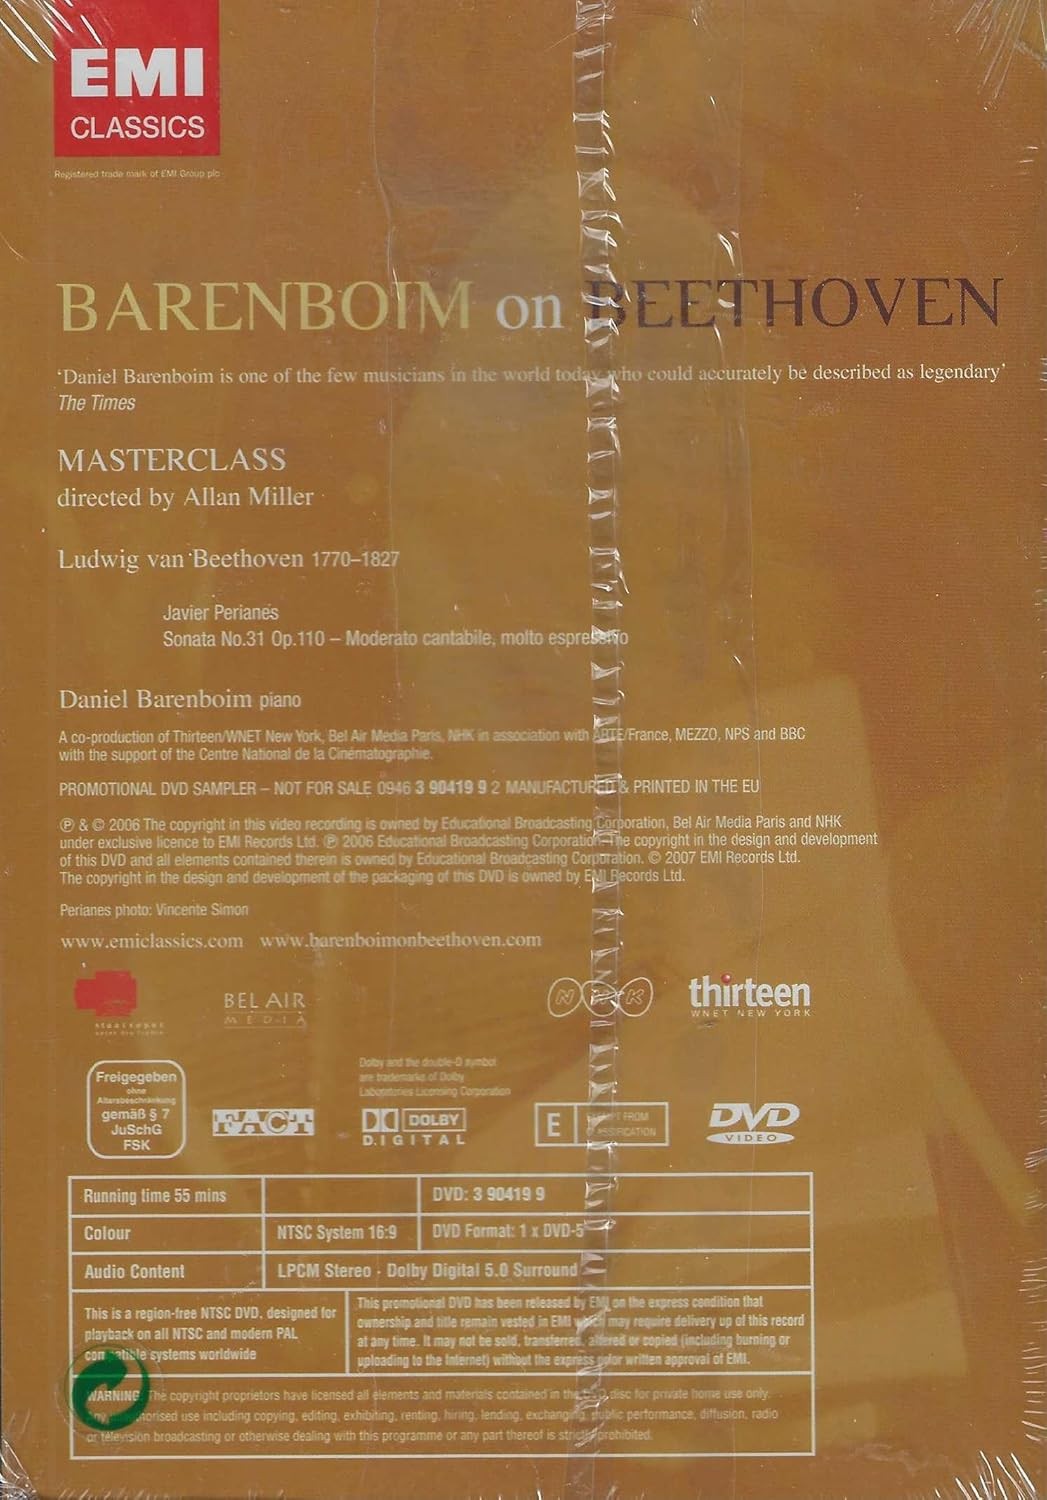 EMI
CLASSICS
Registered trade mark of EMI Group plc
BARENBOIM on BEETHOVEN
‘Daniel Barenboim is one of the few musicians in the world today who could accurately be described as legendary’
The Times
MASTERCLASS
directed by Allan Miller
Ludwig van Beethoven 1770–1827
Javier Perianes
Sonata No.31 Op.110 – Moderato cantabile, molto espressivo
Daniel Barenboim piano
A co-production of Thirteen/WNET New York, Bel Air Media Paris, NHK in association with ARTE/France, MEZZO, NPS and BBC
with the support of the Centre National de la Cinématographie.
PROMOTIONAL DVD SAMPLER – NOT FOR SALE 0946 3 90419 9 2 MANUFACTURED & PRINTED IN THE EU
℗ & © 2006 The copyright in this video recording is owned by Educational Broadcasting Corporation, Bel Air Media Paris and NHK
under exclusive licence to EMI Records Ltd. ℗ 2006 Educational Broadcasting Corporation. The copyright in the design and development
of this DVD and all elements contained therein is owned by Educational Broadcasting Corporation. © 2007 EMI Records Ltd.
The copyright in the design and development of the packaging of this DVD is owned by EMI Records Ltd.
Perianes photo: Vincente Simon
www.emiclassics.com www.barenboimonbeethoven.com
Staatsoper
unter den Linden
BEL AIR
MEDIA
NHK
thirteen
WNET NEW YORK
Freigegeben
ohne
Altersbeschränkung
gemäß § 7
JuSchG
FSK
FACT
Dolby and the double-D symbol
are trademarks of Dolby
Laboratories Licensing Corporation
DOLBY
DIGITAL
E EXEMPT FROM
CLASSIFICATION
DVD
VIDEO
Running time 55 mins DVD: 3 90419 9
Colour NTSC System 16:9 DVD Format: 1 x DVD-5
Audio Content LPCM Stereo · Dolby Digital 5.0 Surround
This is a region-free NTSC DVD, designed for
playback on all NTSC and modern PAL
compatible systems worldwide
This promotional DVD has been released by EMI on the express condition that
ownership and title remain vested in EMI which may require delivery up of this record
at any time. It may not be sold, transferred, altered or copied (including burning or
uploading to the Internet) without the express prior written approval of EMI.
WARNING: The copyright proprietors have licensed all elements and materials contained in the DVD disc for private home use only.
Any unauthorised use including copying, editing, exhibiting, renting, hiring, lending, exchanging, public performance, diffusion, radio
or television broadcasting or otherwise dealing with this programme or any part thereof is strictly prohibited.